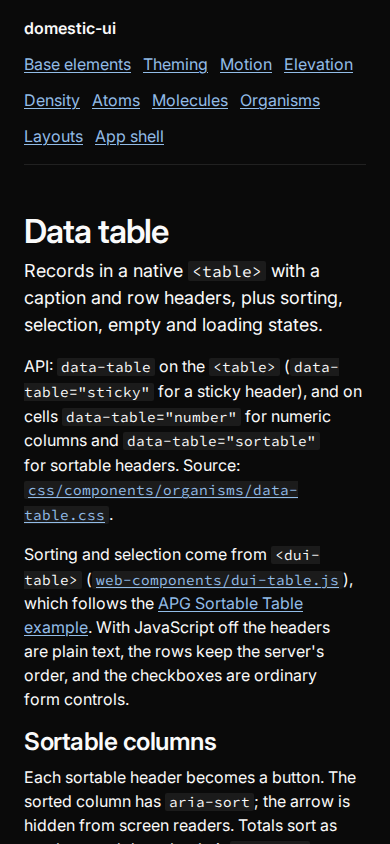 domestic-ui
Base elements Theming Motion Elevation
Density Atoms Molecules Organisms
Layouts App shell
Data table
Records in a native <table> with a
caption and row headers, plus sorting,
selection, empty and loading states.
API: data-table on the <table> (data-
table="sticky" for a sticky header), and on
cells data-table="number" for numeric
columns and data-table="sortable"
for sortable headers. Source:
css/components/organisms/data-
table.css.
Sorting and selection come from <dui-
table> (web-components/dui-table.js),
which follows the APG Sortable Table
example. With JavaScript off the headers
are plain text, the rows keep the server's
order, and the checkboxes are ordinary
form controls.
Sortable columns
Each sortable header becomes a button. The
sorted column has aria-sort; the arrow is
hidden from screen readers. Totals sort as